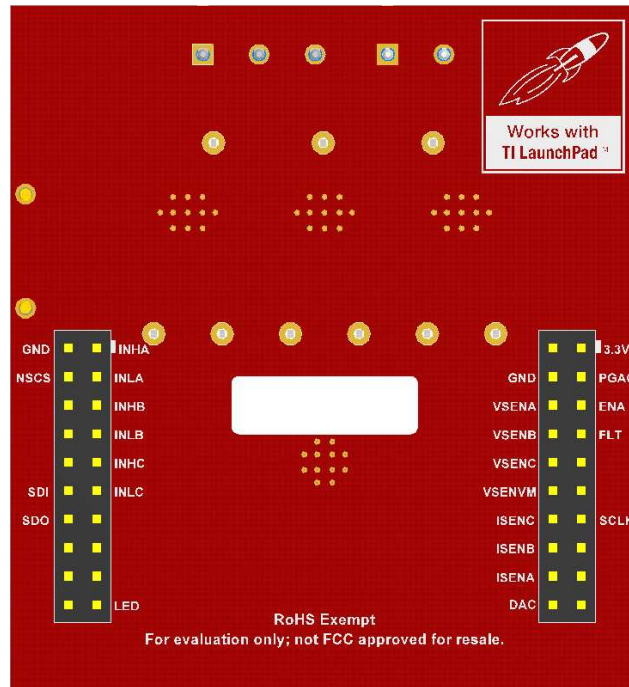 Works with
TI LaunchPad™
GND
INHA
NSCS
INLA
INHB
INLB
INHC
SDI
INLC
SDO
LED
3.3V
GND
PGAG
VSENA
ENA
VSENB
FLT
VSENC
VSENVM
ISENC
SCLK
ISENB
ISENA
DAC
RoHS Exempt
For evaluation only; not FCC approved for resale.